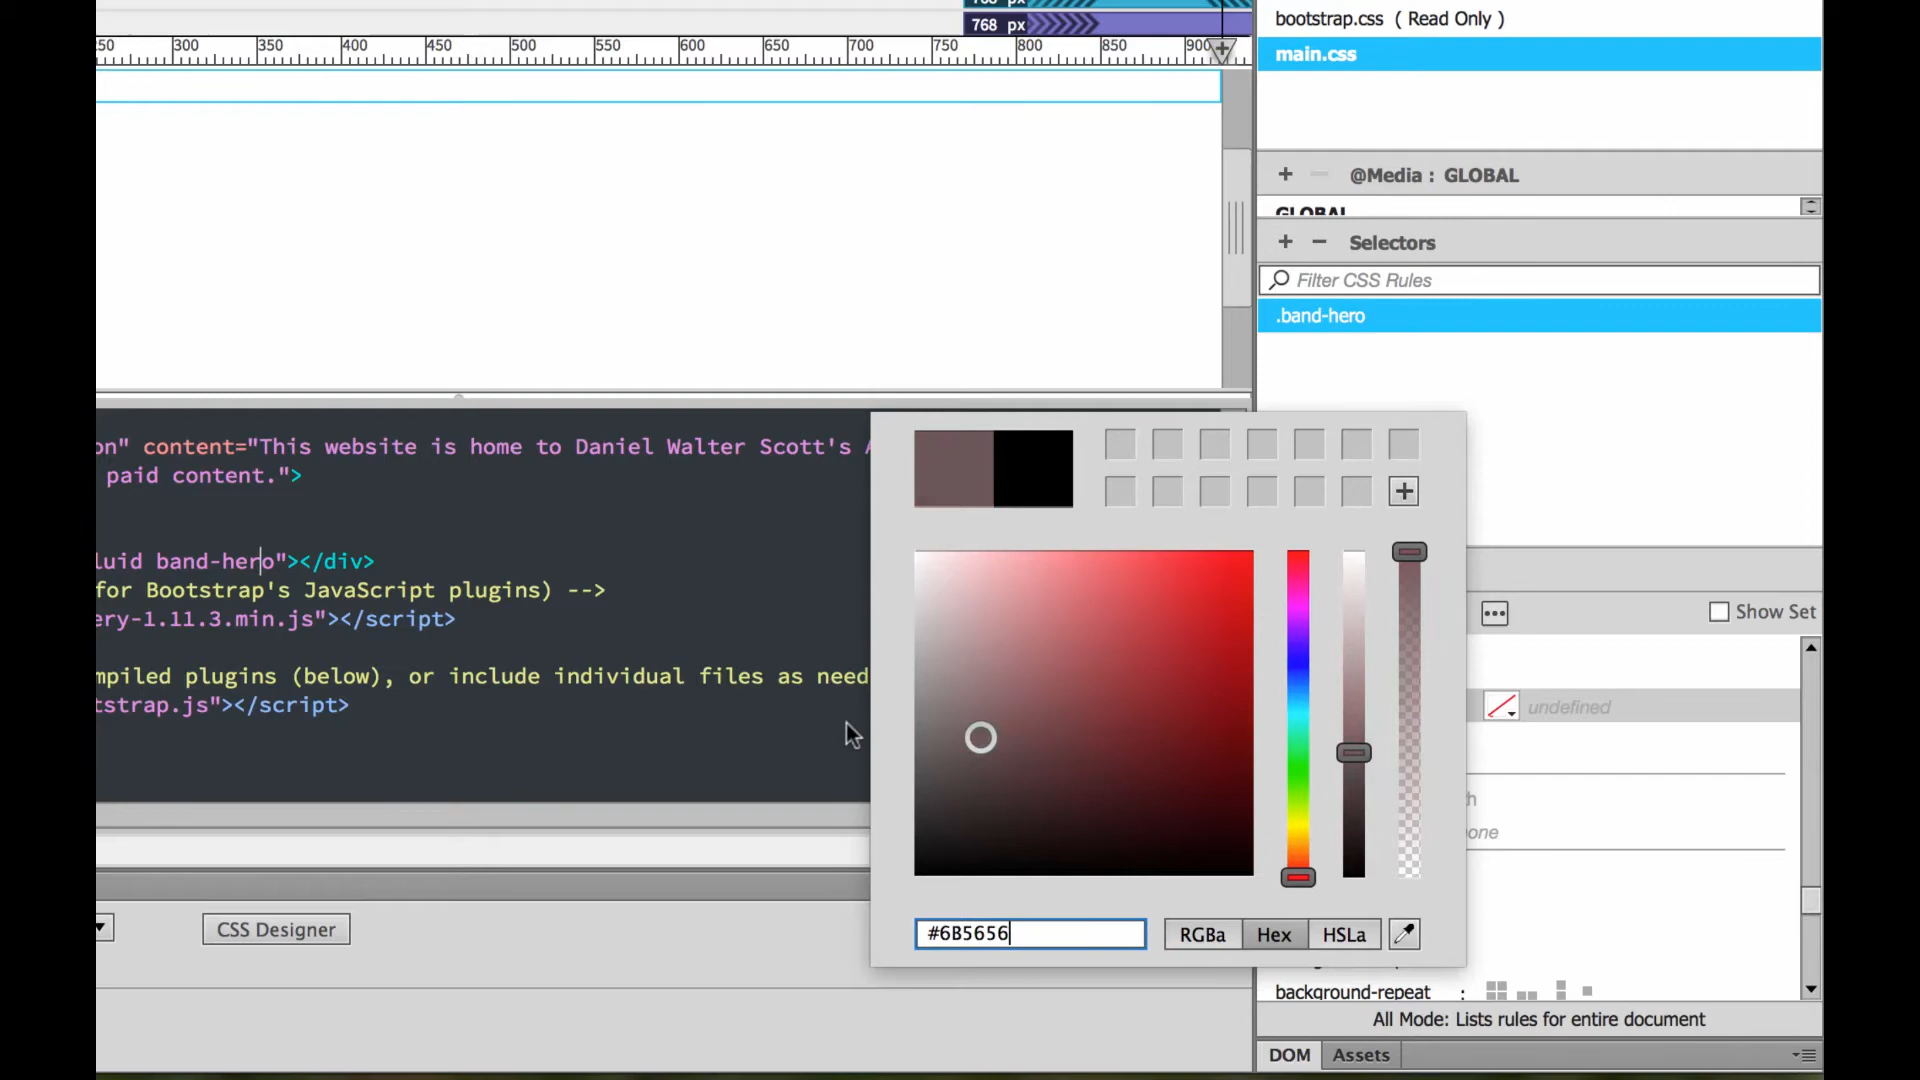 768 px
768 px
250 300 350 400 450 500 550 600 650 700 750 800 850 900
bootstrap.css ( Read Only )
main.css
+ − @Media : GLOBAL
GLOBAL
+ − Selectors
Filter CSS Rules
.band-hero
on" content="This website is home to Daniel Walter Scott's A
paid content.">
luid band-hero"></div>
for Bootstrap's JavaScript plugins) -->
ery-1.11.3.min.js"></script>
mpiled plugins (below), or include individual files as need
tstrap.js"></script>
+
Show Set
undefined
#6B5656
RGBa Hex HSLa
CSS Designer
background-repeat :
All Mode: Lists rules for entire document
DOM Assets